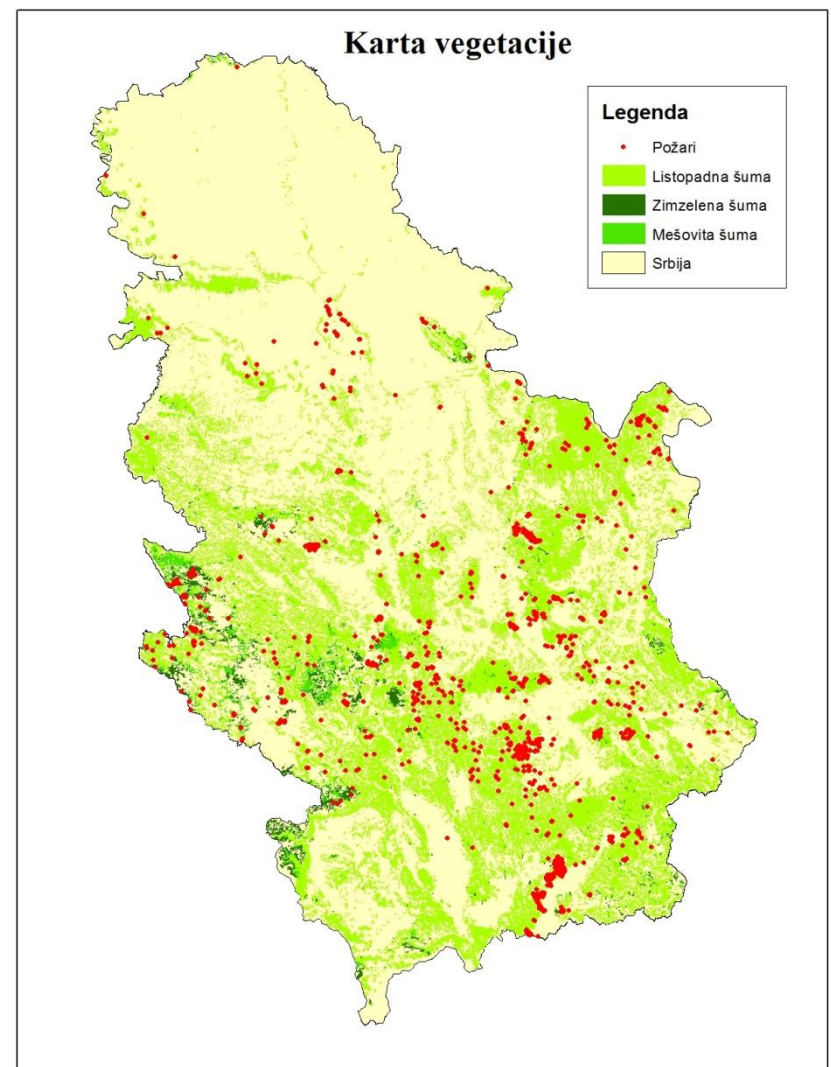 Karta vegetacije
Legenda
Požari
Listopadna šuma
Zimzelena šuma
Mešovita šuma
Srbija